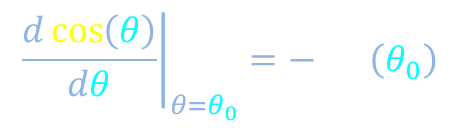 d cos(θ)
dθ
|θ=θ₀ = − (θ₀)